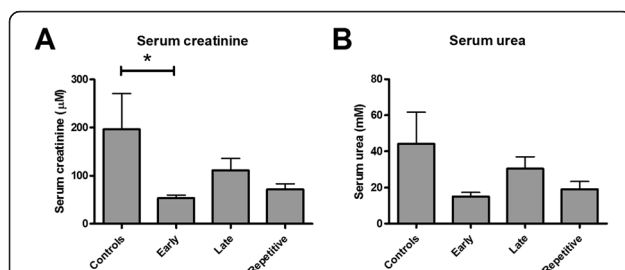 A
Serum creatinine
*
Serum creatinine (μM)
300
200
100
0
Controls
Early
Late
Repetitive
B
Serum urea
Serum urea (mM)
80
60
40
20
0
Controls
Early
Late
Repetitive